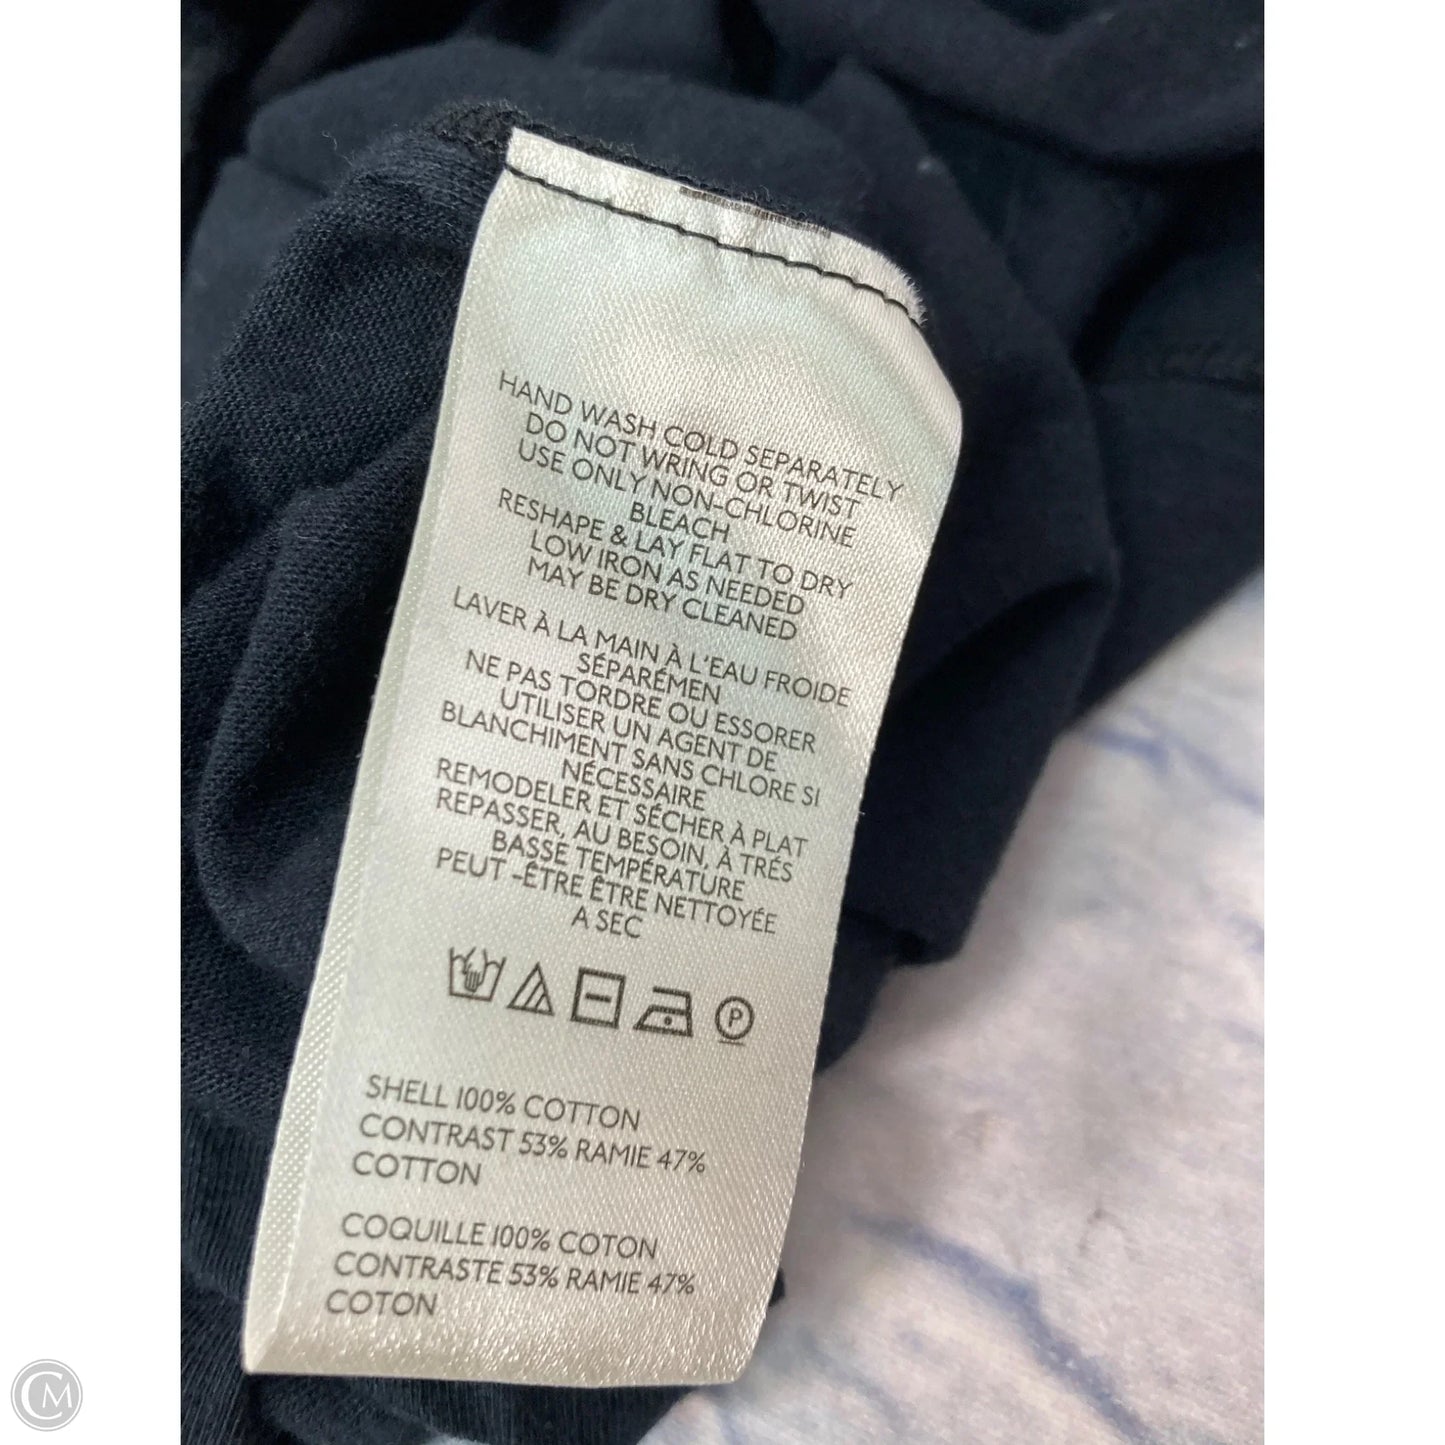 HAND WASH COLD SEPARATELY
DO NOT WRING OR TWIST
USE ONLY NON-CHLORINE
BLEACH
RESHAPE & LAY FLAT TO DRY
LOW IRON AS NEEDED
MAY BE DRY CLEANED
LAVER À LA MAIN À L'EAU FROIDE
SÉPARÉMEN
NE PAS TORDRE OU ESSORER
UTILISER UN AGENT DE
BLANCHIMENT SANS CHLORE SI
NÉCESSAIRE
REMODELER ET SÉCHER À PLAT
REPASSER, AU BESOIN, À TRÉS
BASSE TEMPÉRATURE
PEUT -ÊTRE ÊTRE NETTOYÉE
A SEC
P
SHELL 100% COTTON
CONTRAST 53% RAMIE 47%
COTTON
COQUILLE 100% COTON
CONTRASTE 53% RAMIE 47%
COTON
CM